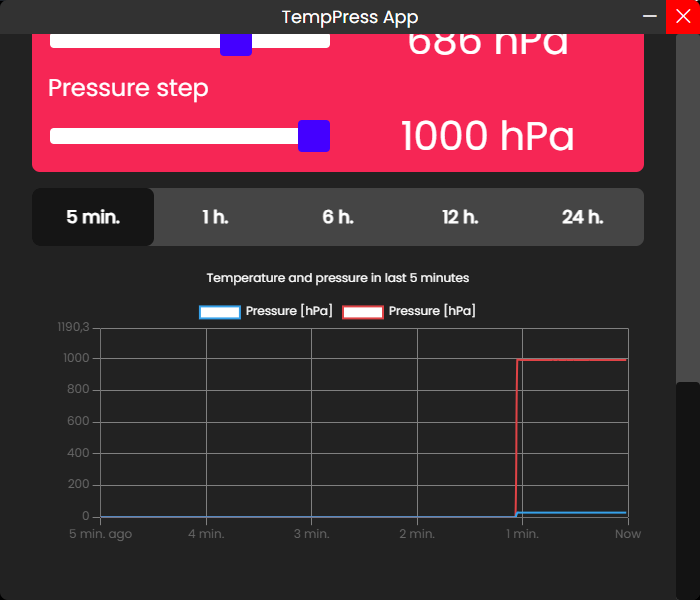 TempPress App
686 hPa
Pressure step
1000 hPa
5 min. 1 h. 6 h. 12 h. 24 h.
Temperature and pressure in last 5 minutes
Pressure [hPa] Pressure [hPa]
1190,3
1000
800
600
400
200
0
5 min. ago 4 min. 3 min. 2 min. 1 min. Now